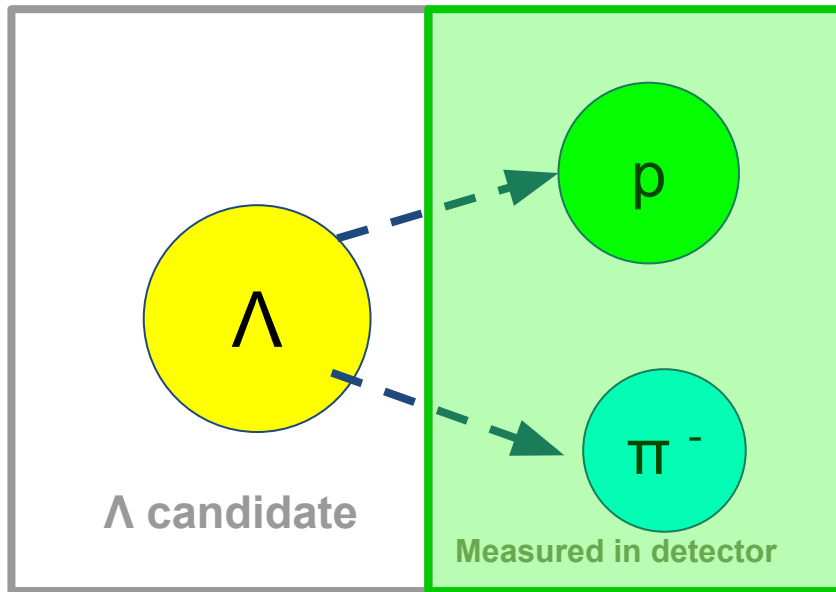 p
Λ
π -
Λ candidate
Measured in detector